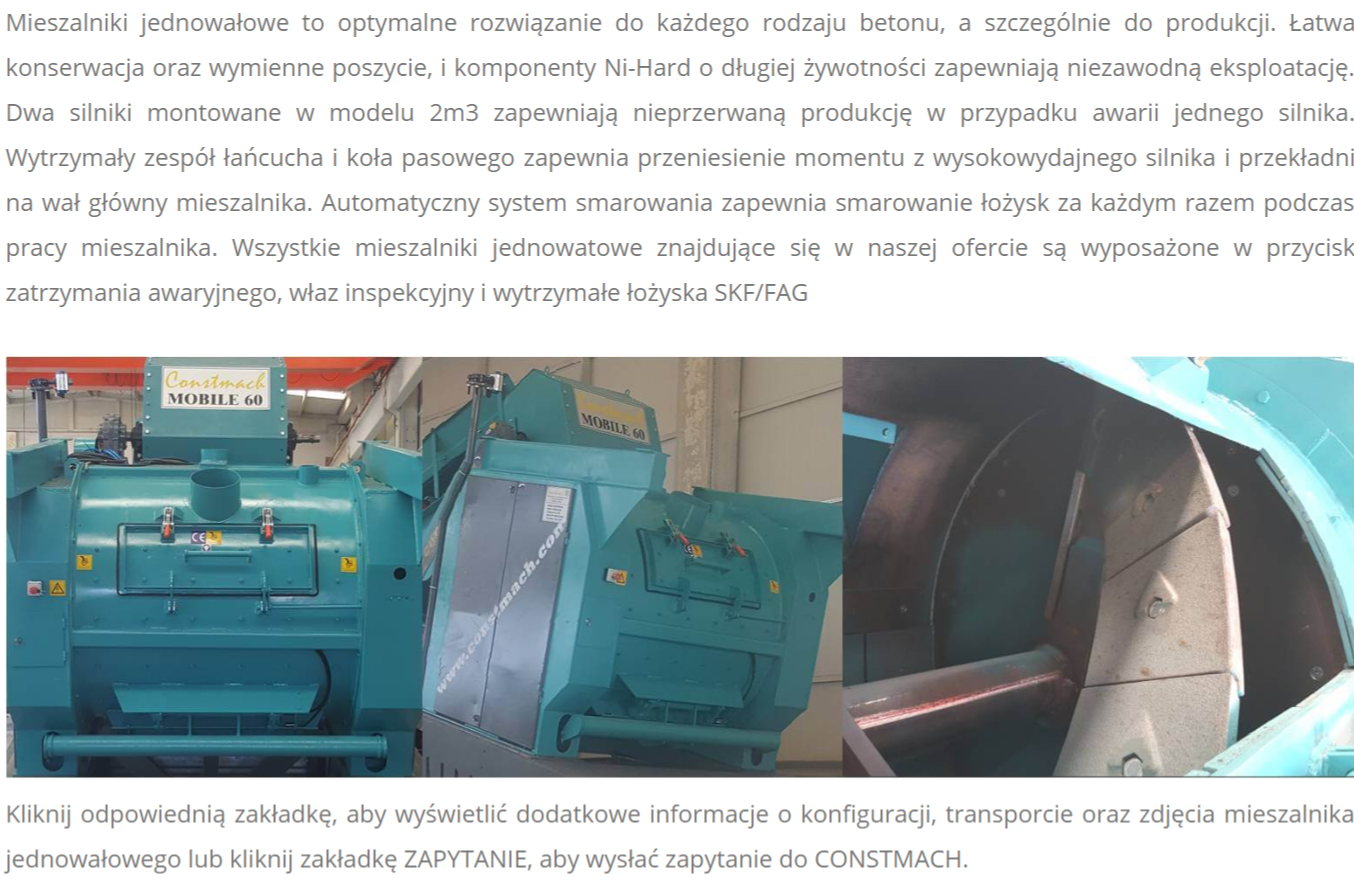 Mieszalniki jednowałowe to optymalne rozwiązanie do każdego rodzaju betonu, a szczególnie do produkcji. Łatwa
konserwacja oraz wymienne poszycie, i komponenty Ni-Hard o długiej żywotności zapewniają niezawodną eksploatację.
Dwa silniki montowane w modelu 2m3 zapewniają nieprzerwaną produkcję w przypadku awarii jednego silnika.
Wytrzymały zespół łańcucha i koła pasowego zapewnia przeniesienie momentu z wysokowydajnego silnika i przekładni
na wał główny mieszalnika. Automatyczny system smarowania zapewnia smarowanie łożysk za każdym razem podczas
pracy mieszalnika. Wszystkie mieszalniki jednowatowe znajdujące się w naszej ofercie są wyposażone w przycisk
zatrzymania awaryjnego, właz inspekcyjny i wytrzymałe łożyska SKF/FAG
Constmach
MOBILE 60
CE
Constmach
MOBILE 60
www.constmach.com
Kliknij odpowiednią zakładkę, aby wyświetlić dodatkowe informacje o konfiguracji, transporcie oraz zdjęcia mieszalnika
jednowałowego lub kliknij zakładkę ZAPYTANIE, aby wysłać zapytanie do CONSTMACH.